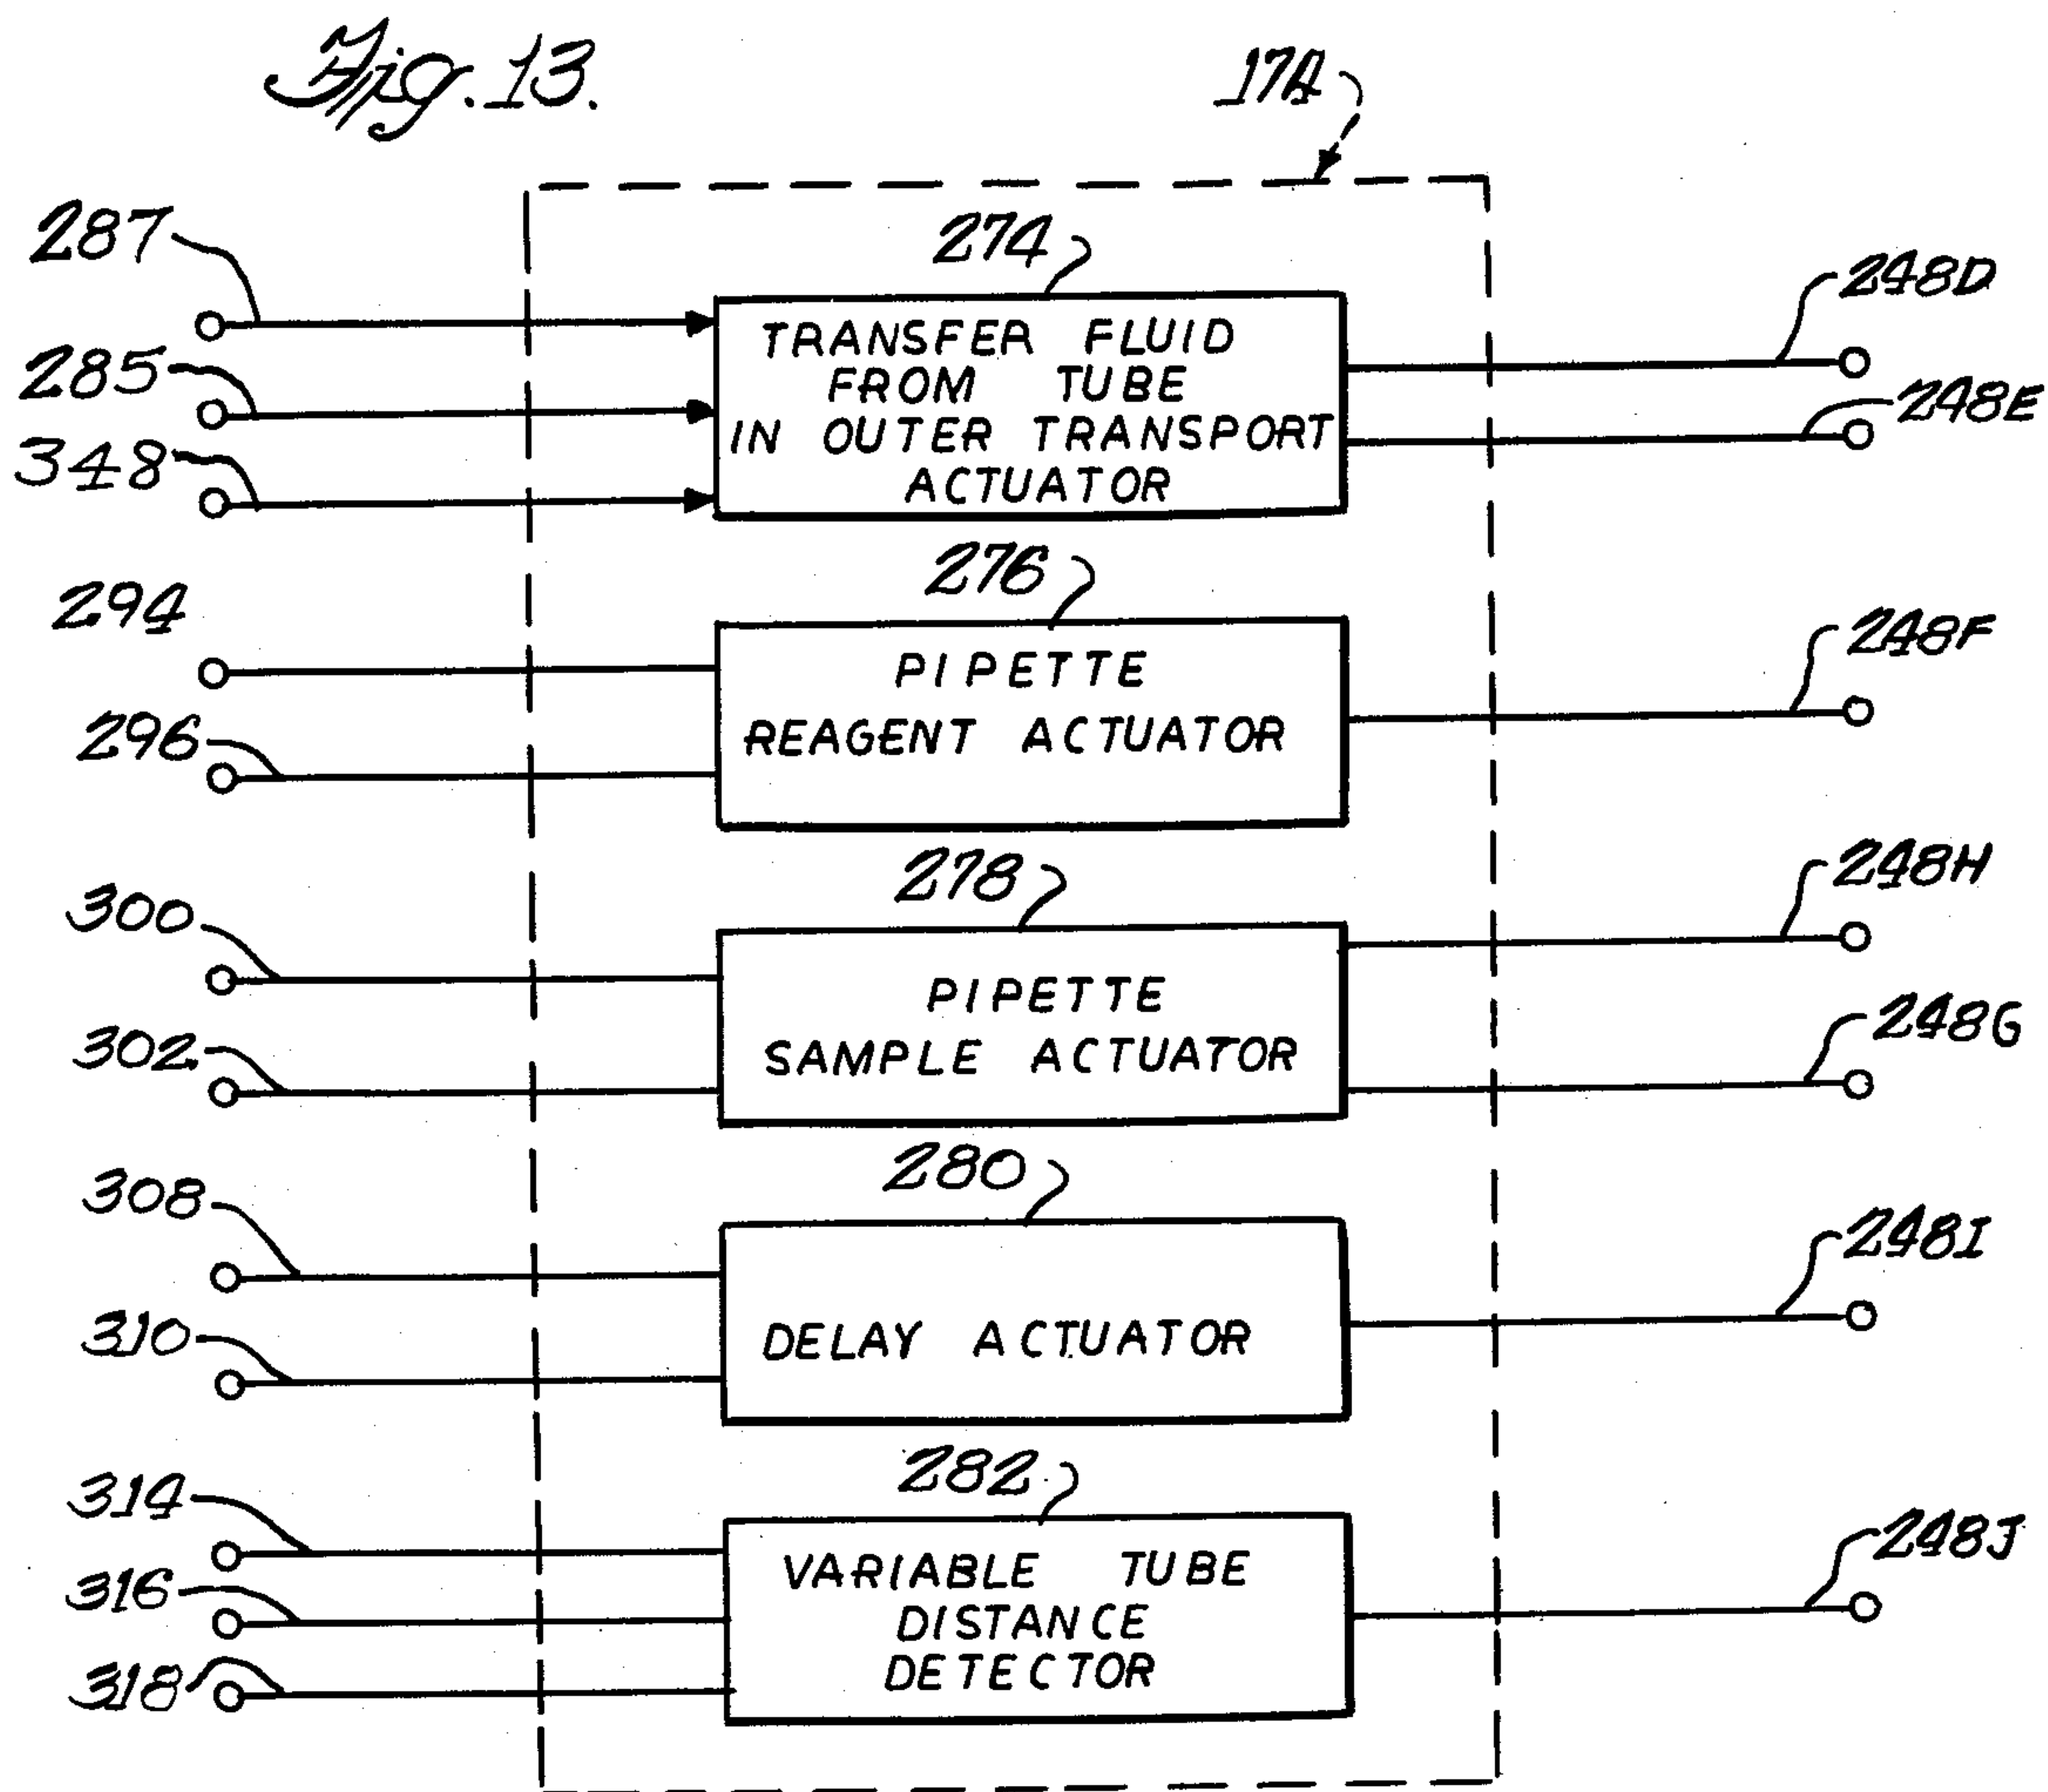 Fig. 13.
174
287
285
348
274
TRANSFER FLUID
FROM TUBE
IN OUTER TRANSPORT
ACTUATOR
248D
248E
294
296
276
PIPETTE
REAGENT ACTUATOR
248F
300
302
278
PIPETTE
SAMPLE ACTUATOR
248H
248G
308
310
280
DELAY ACTUATOR
248I
314
316
318
282
VARIABLE TUBE
DISTANCE
DETECTOR
248J